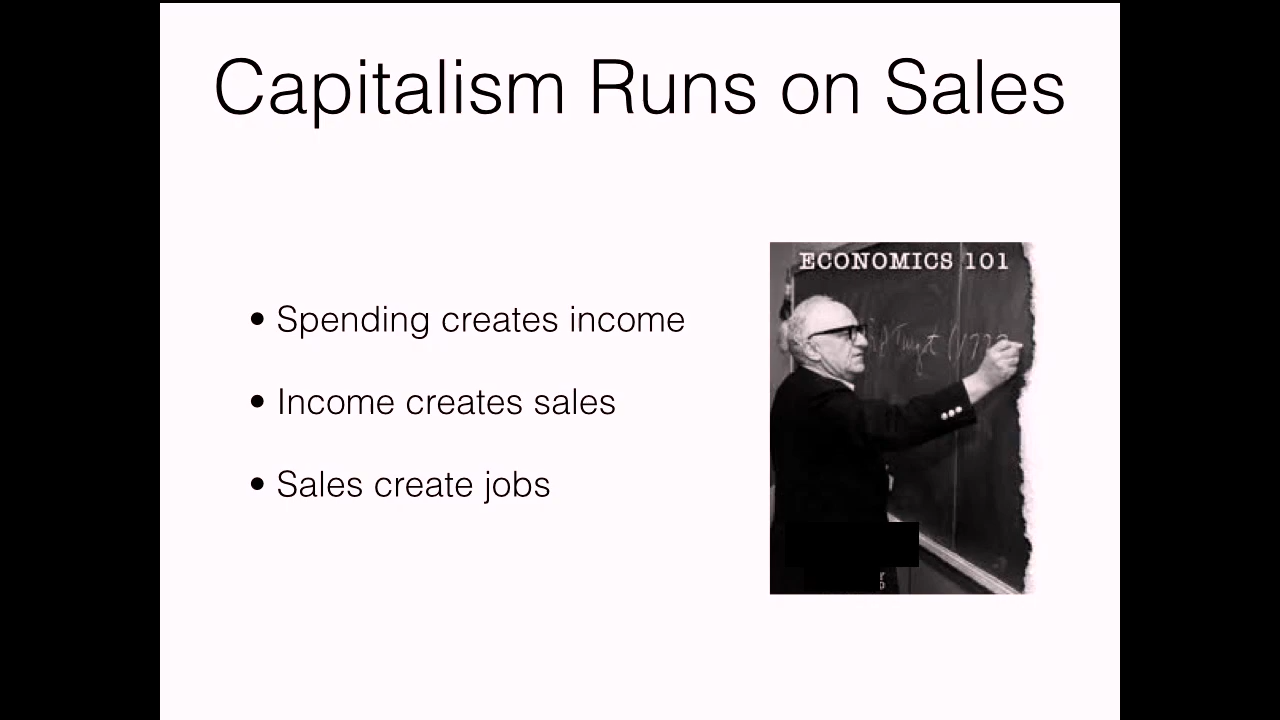 Capitalism Runs on Sales
ECONOMICS 101
• Spending creates income
• Income creates sales
• Sales create jobs